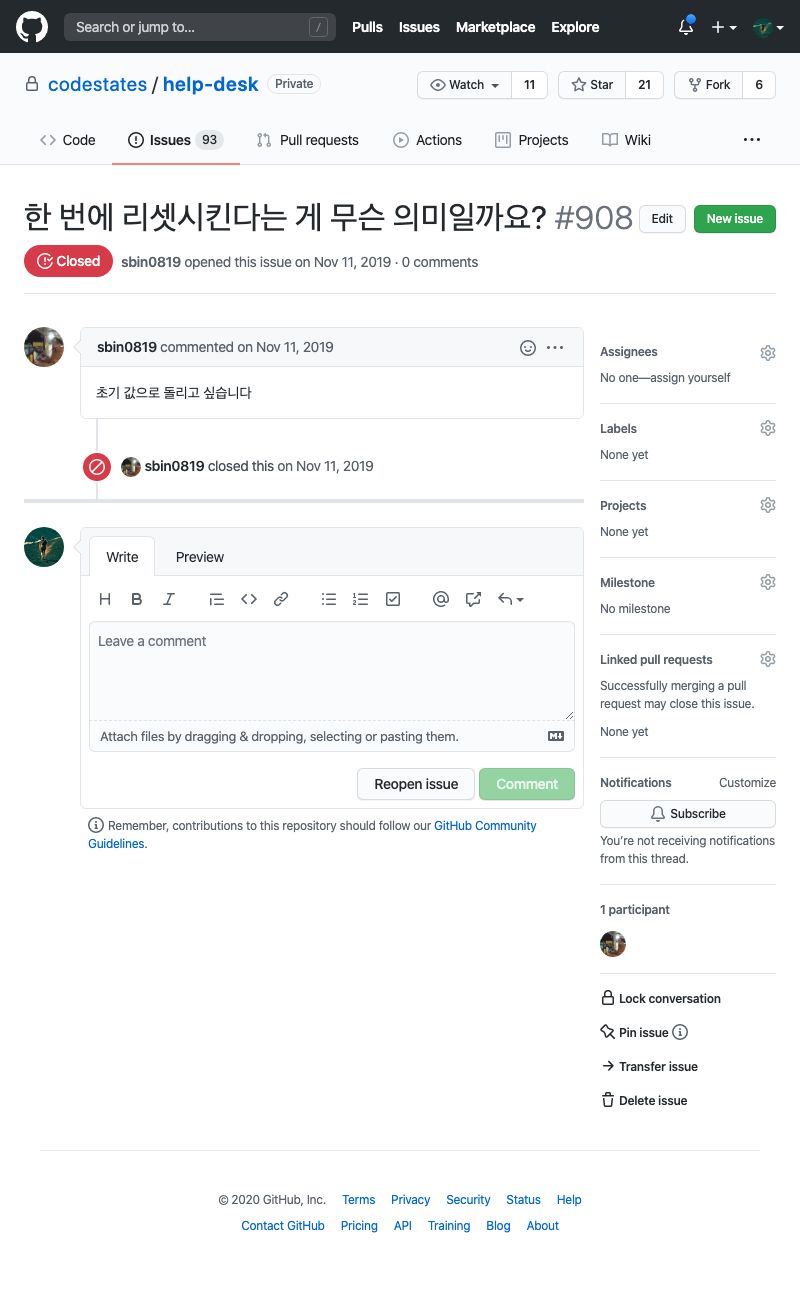 Search or jump to... /
Pulls Issues Marketplace Explore
codestates / help-desk Private
Watch 11 Star 21 Fork 6
Code Issues 93 Pull requests Actions Projects Wiki ...
한 번에 리셋시킨다는 게 무슨 의미일까요? #908
Edit New issue
Closed sbin0819 opened this issue on Nov 11, 2019 · 0 comments
sbin0819 commented on Nov 11, 2019
초기 값으로 돌리고 싶습니다
sbin0819 closed this on Nov 11, 2019
Write Preview
H B I @
Leave a comment
Attach files by dragging & dropping, selecting or pasting them.
Reopen issue Comment
Remember, contributions to this repository should follow our GitHub Community
Guidelines.
Assignees
No one—assign yourself
Labels
None yet
Projects
None yet
Milestone
No milestone
Linked pull requests
Successfully merging a pull
request may close this issue.
None yet
Notifications Customize
Subscribe
You're not receiving notifications
from this thread.
1 participant
Lock conversation
Pin issue
Transfer issue
Delete issue
© 2020 GitHub, Inc. Terms Privacy Security Status Help
Contact GitHub Pricing API Training Blog About